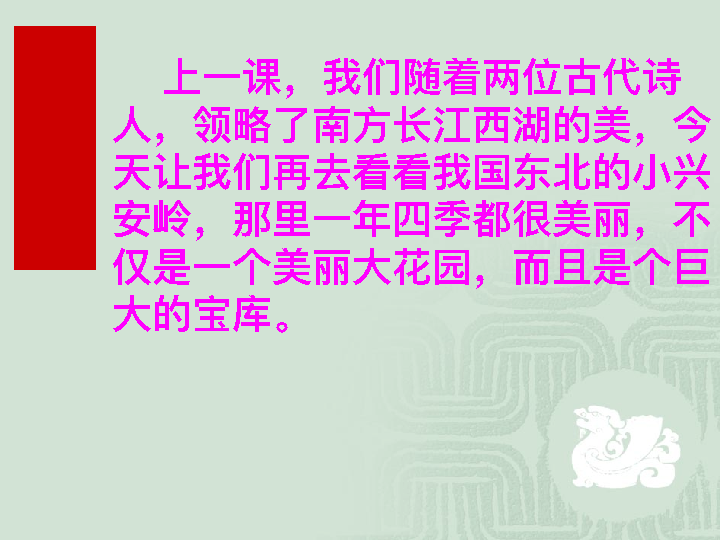 上一课，我们随着两位古代诗
人，领略了南方长江西湖的美，今
天让我们再去看看我国东北的小兴
安岭，那里一年四季都很美丽，不
仅是一个美丽大花园，而且是个巨
大的宝库。